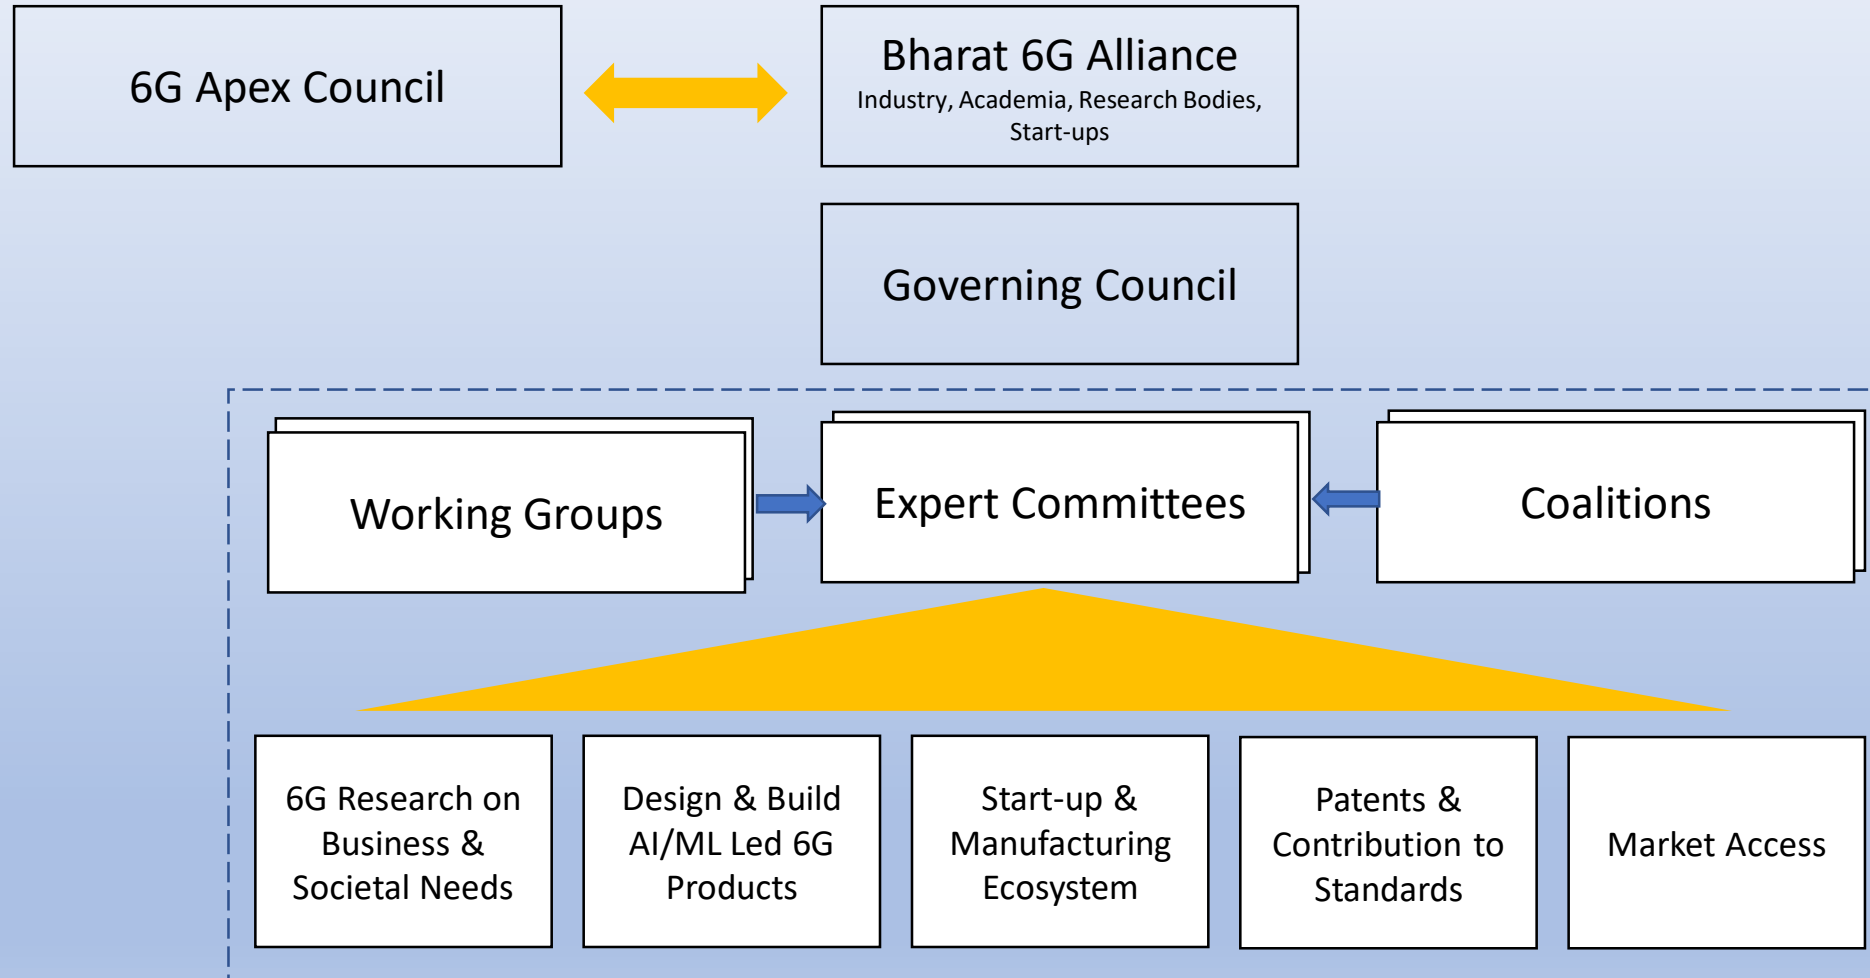 6G Apex Council
Bharat 6G Alliance
Industry, Academia, Research Bodies,
Start-ups
Governing Council
Working Groups
Expert Committees
Coalitions
6G Research on
Business &
Societal Needs
Design & Build
AI/ML Led 6G
Products
Start-up &
Manufacturing
Ecosystem
Patents &
Contribution to
Standards
Market Access